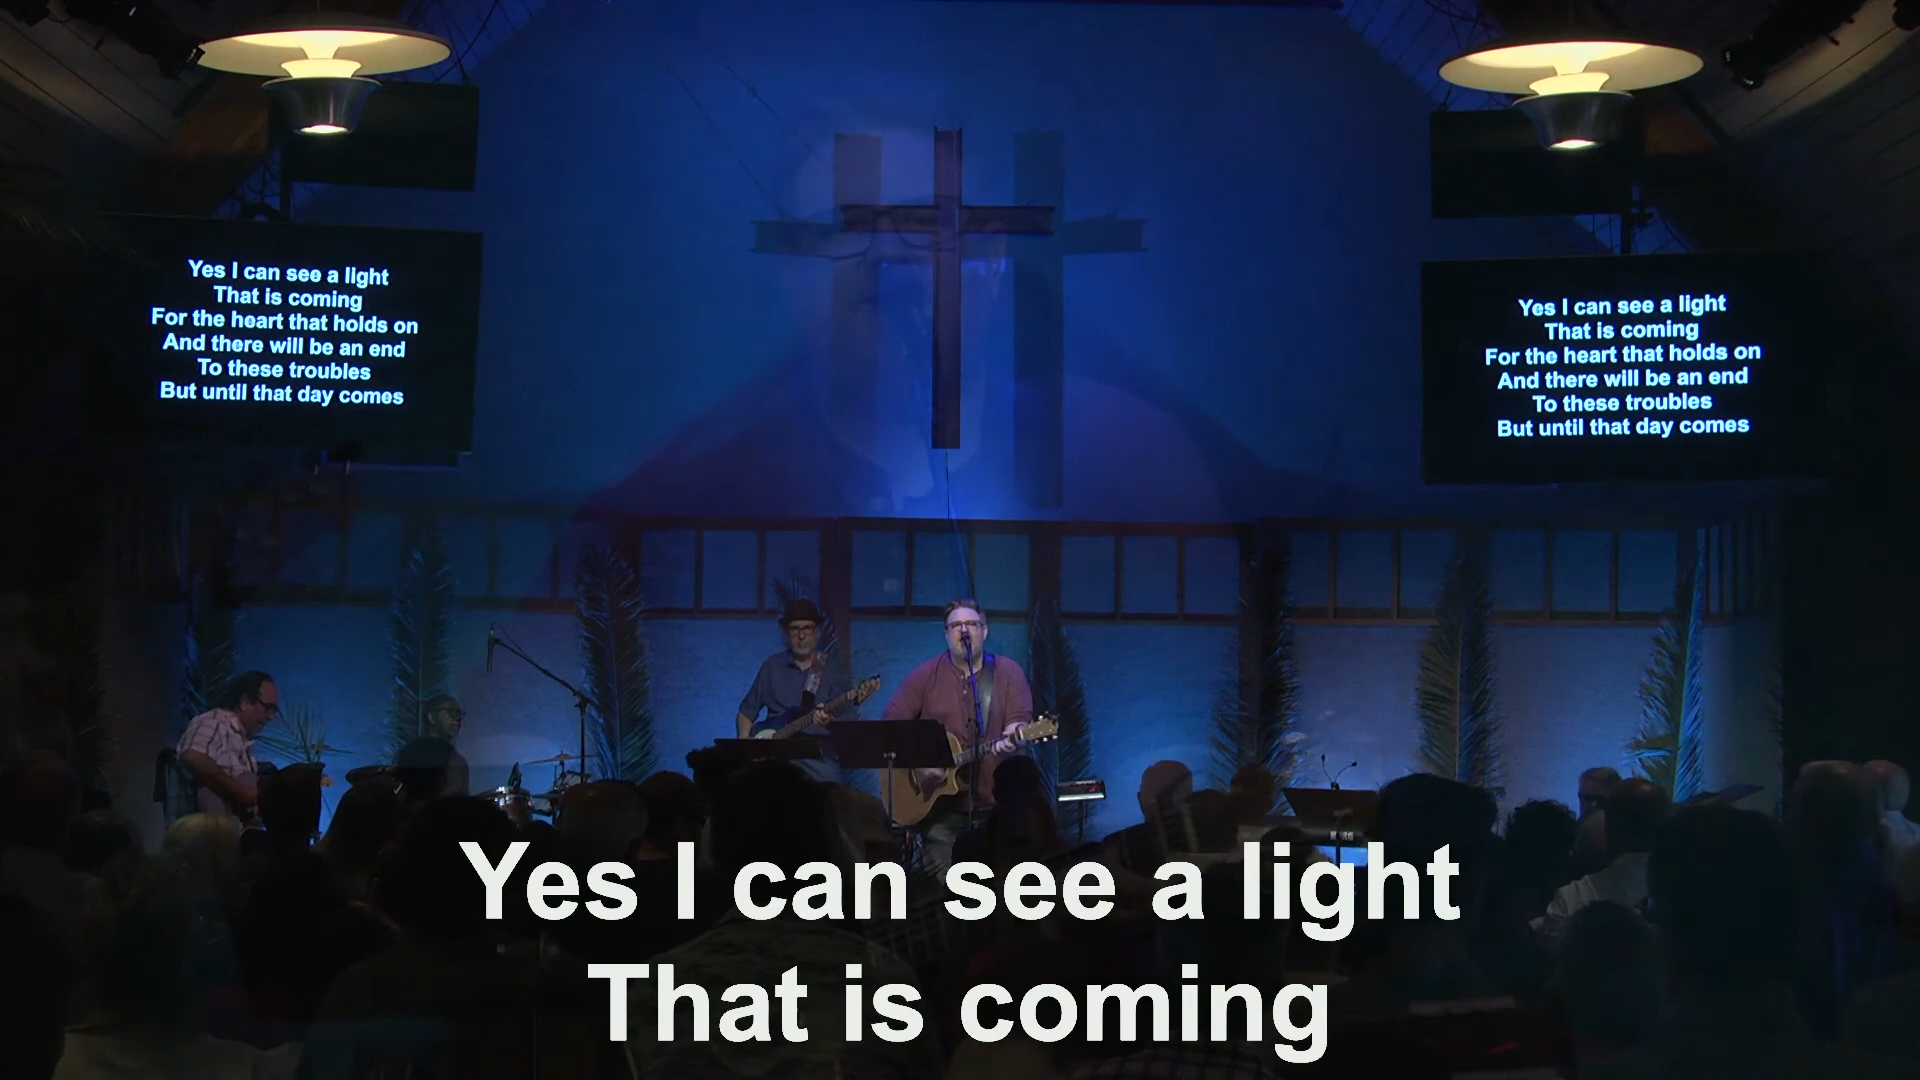 Yes I can see a light
That is coming
For the heart that holds on
And there will be an end
To these troubles
But until that day comes
Yes I can see a light
That is coming
For the heart that holds on
And there will be an end
To these troubles
But until that day comes
Yes I can see a light
That is coming